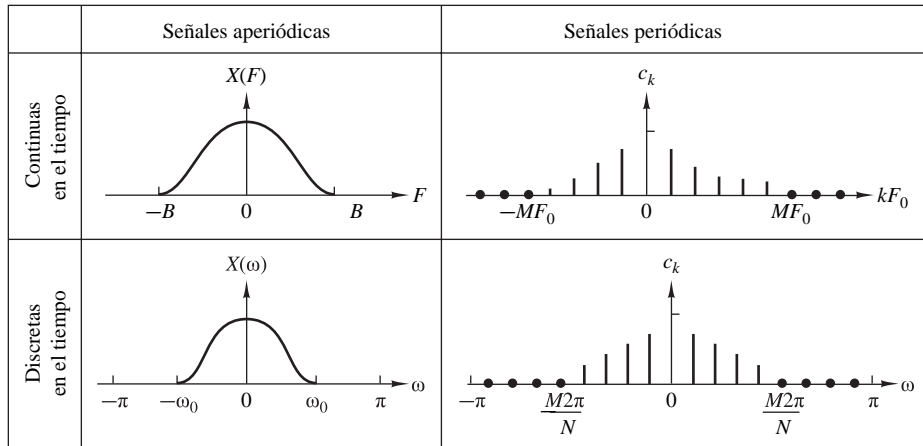 Señales aperiódicas
Señales periódicas
Continuas
en el tiempo
X(F)
−B
0
B
F
c_k
−MF_0
0
MF_0
kF_0
Discretas
en el tiempo
X(ω)
−π
−ω_0
0
ω_0
π
ω
c_k
−π
−M2π/N
0
M2π/N
π
ω